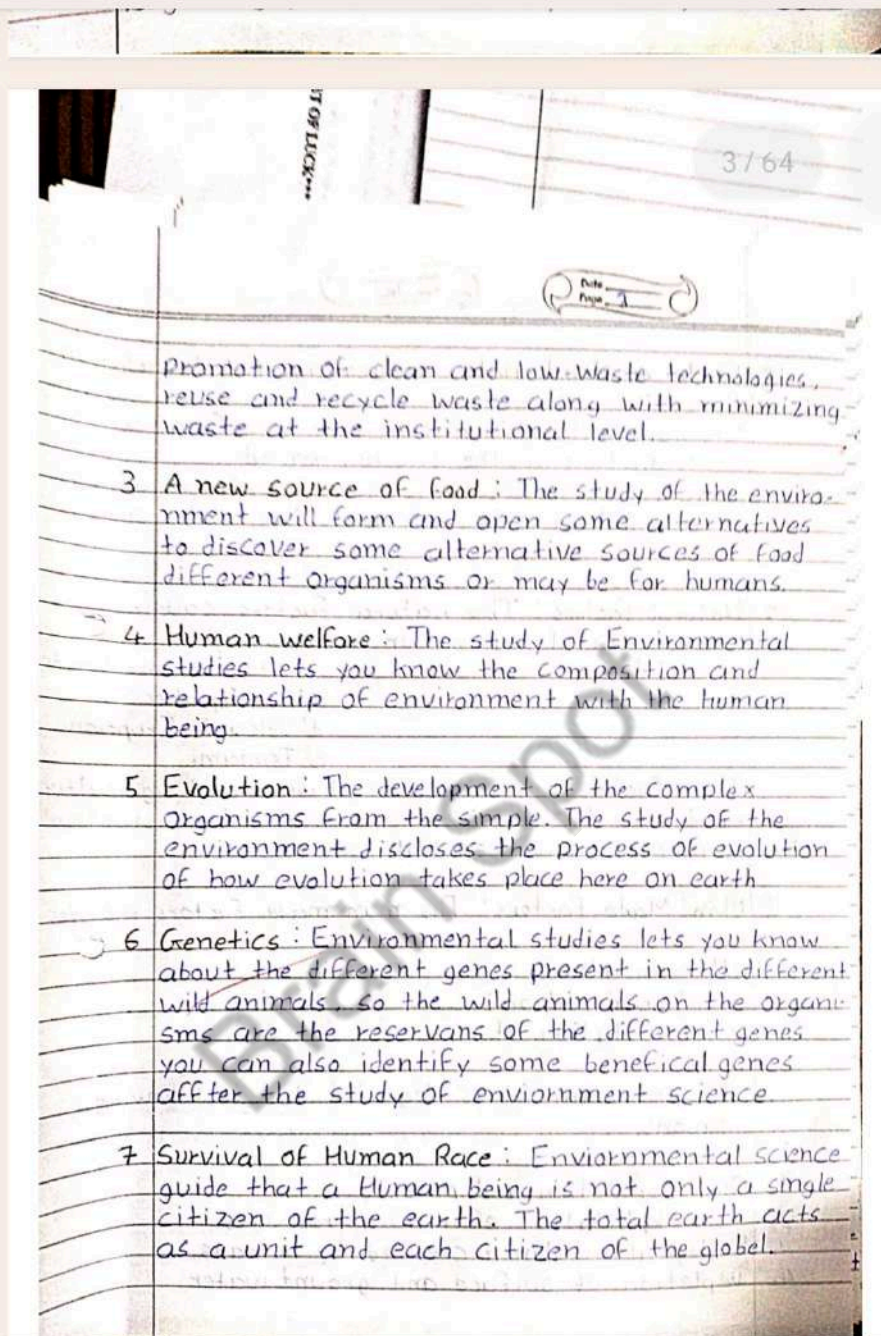 T OF LUCK***
3 / 64
Date
Page 1
Promotion of clean and low-waste technologies,
reuse and recycle waste along with minimizing
waste at the institutional level.
3 A new source of food : The study of the enviro-
nment will form and open some alternatives
to discover some alternative sources of food
different organisms or may be for humans.
4 Human welfare : The study of Environmental
studies lets you know the composition and
relationship of environment with the human
being
5 Evolution : The development of the complex
organisms from the simple. The study of the
environment discloses the process of evolution
of how evolution takes place here on earth
6 Genetics : Environmental studies lets you know
about the different genes present in the different
wild animals so the wild animals on the organi-
sms are the reservans of the different genes
you can also identify some benefical genes
affter the study of enviornment science.
7 Survival of Human Race : Enviornmental science
guide that a Human being is not only a single
citizen of the earth. The total earth acts
as a unit and each citizen of the globel.
Brain Spot